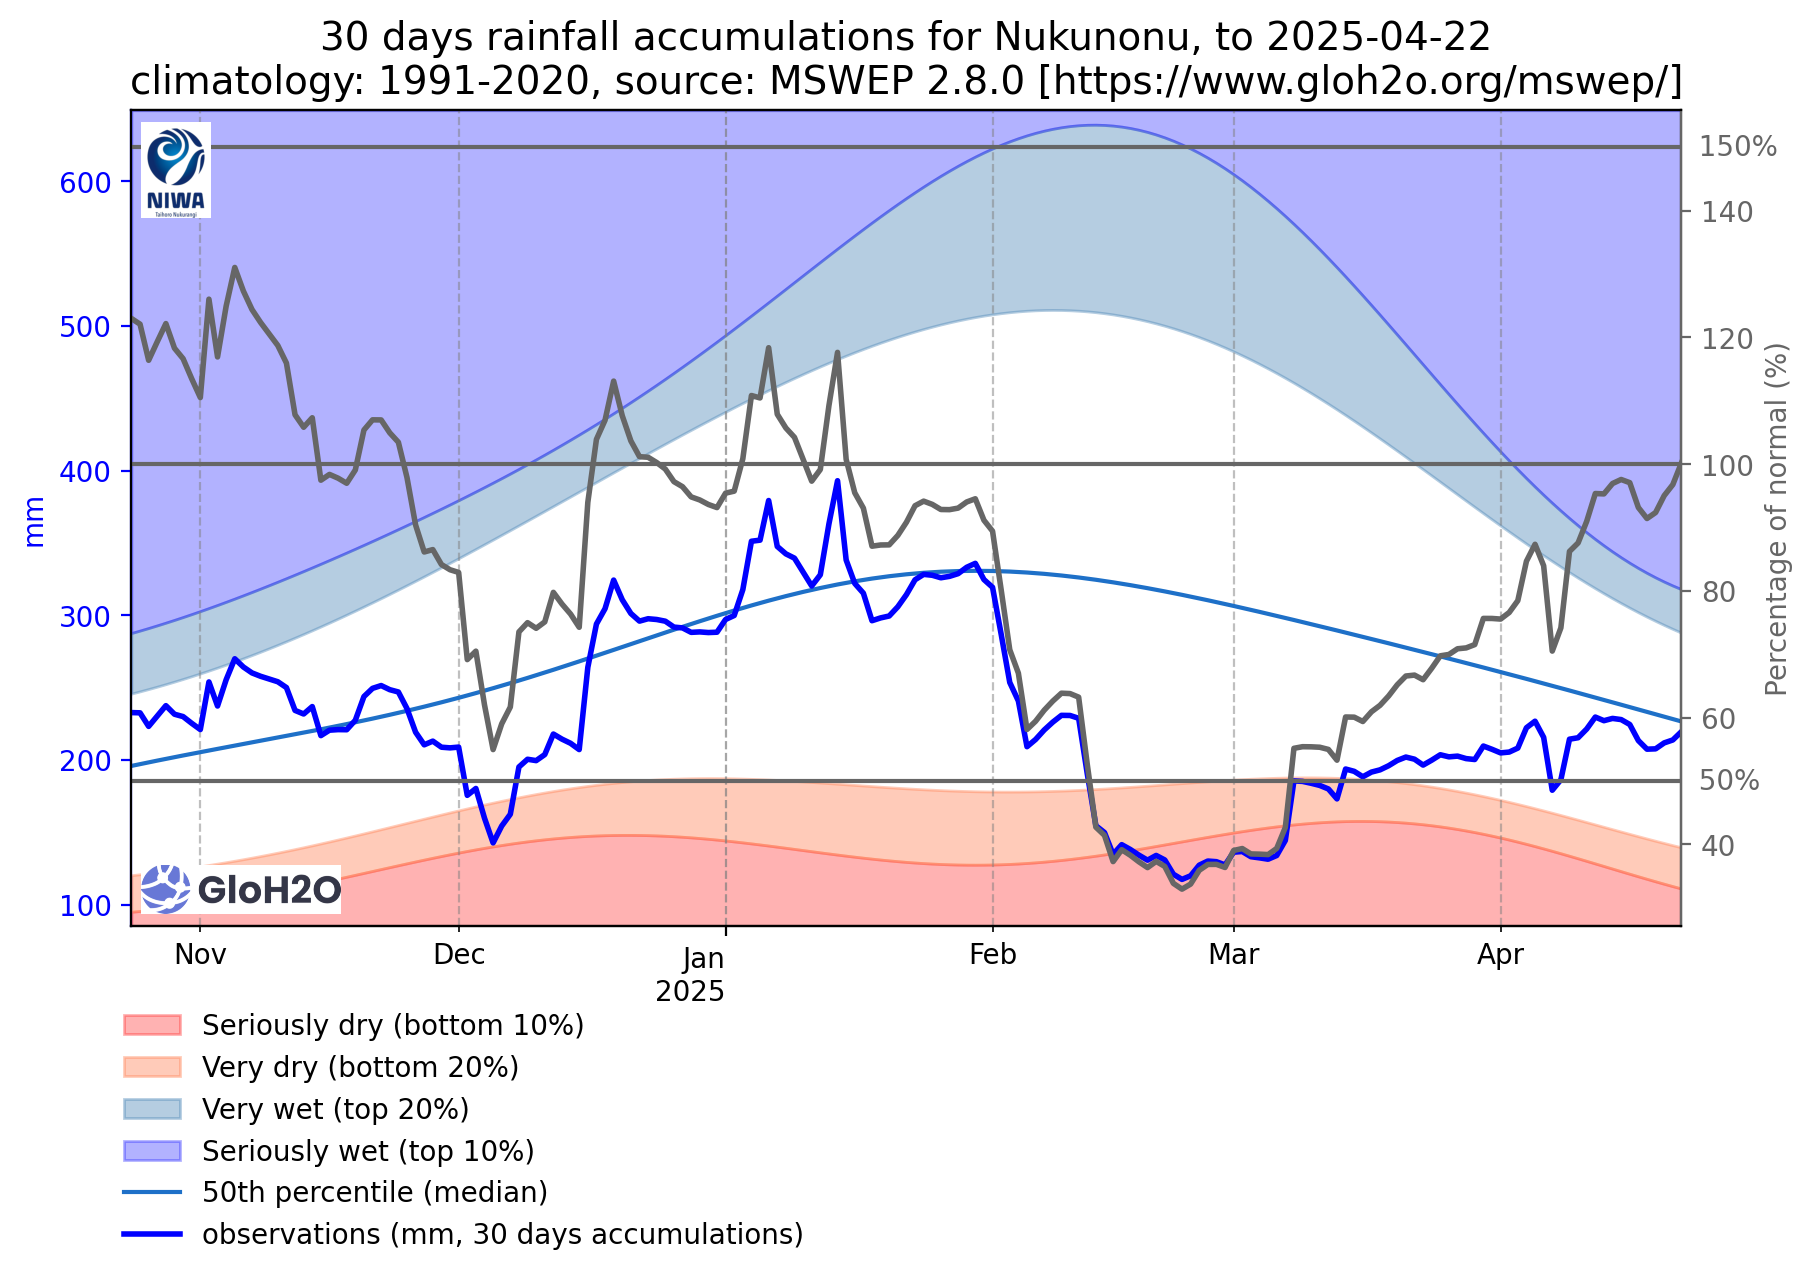 30 days rainfall accumulations for Nukunonu, to 2025-04-22
climatology: 1991-2020, source: MSWEP 2.8.0 [https://www.gloh2o.org/mswep/]
NIWA
Taihoro Nukurangi
600
500
400
300
200
100
mm
150%
140
120
100
80
60
50%
40
Percentage of normal (%)
GloH2O
Nov
Dec
Jan
2025
Feb
Mar
Apr
Seriously dry (bottom 10%)
Very dry (bottom 20%)
Very wet (top 20%)
Seriously wet (top 10%)
50th percentile (median)
observations (mm, 30 days accumulations)